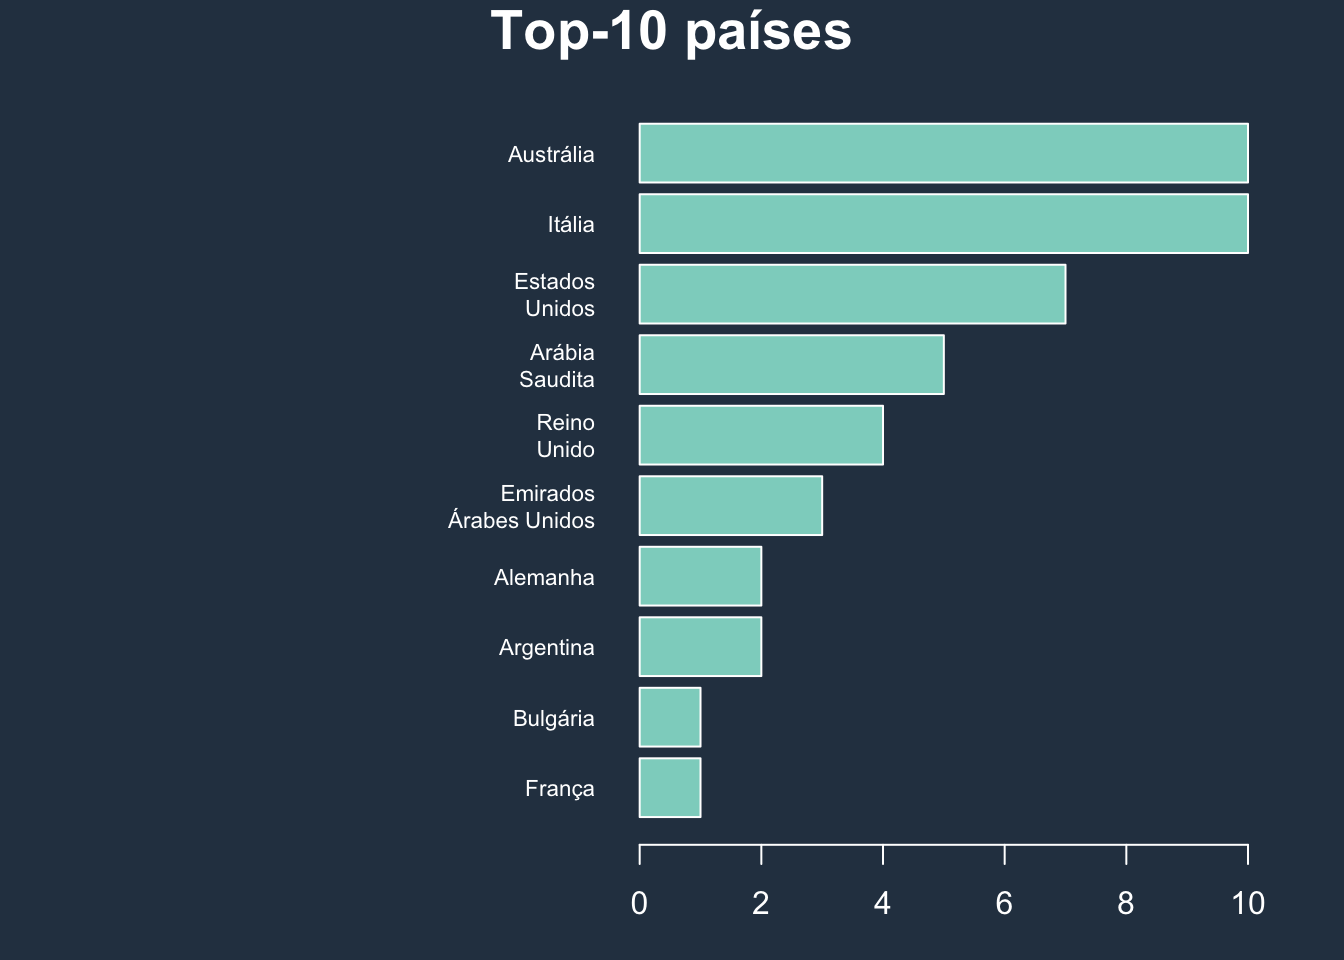 Top-10 países
Austrália
Itália
Estados
Unidos
Arábia
Saudita
Reino
Unido
Emirados
Árabes Unidos
Alemanha
Argentina
Bulgária
França
0 2 4 6 8 10